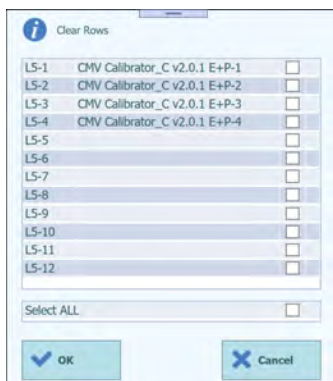 Clear Rows
L5-1 CMV Calibrator_C v2.0.1 E+P-1
L5-2 CMV Calibrator_C v2.0.1 E+P-2
L5-3 CMV Calibrator_C v2.0.1 E+P-3
L5-4 CMV Calibrator_C v2.0.1 E+P-4
L5-5
L5-6
L5-7
L5-8
L5-9
L5-10
L5-11
L5-12
Select ALL
OK Cancel